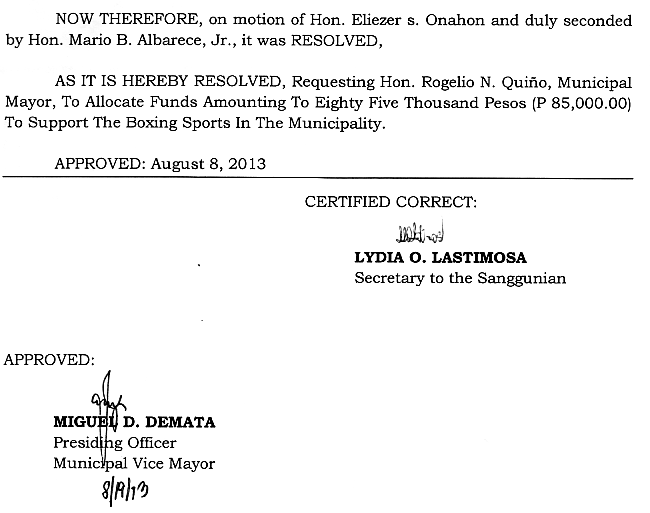 NOW THEREFORE, on motion of Hon. Eliezer s. Onahon and duly seconded
by Hon. Mario B. Albarece, Jr., it was RESOLVED,
AS IT IS HEREBY RESOLVED, Requesting Hon. Rogelio N. Quiño, Municipal
Mayor, To Allocate Funds Amounting To Eighty Five Thousand Pesos (P 85,000.00)
To Support The Boxing Sports In The Municipality.
APPROVED: August 8, 2013
CERTIFIED CORRECT:
LYDIA O. LASTIMOSA
Secretary to the Sanggunian
APPROVED:
MIGUEL D. DEMATA
Presiding Officer
Municipal Vice Mayor
8/19/13